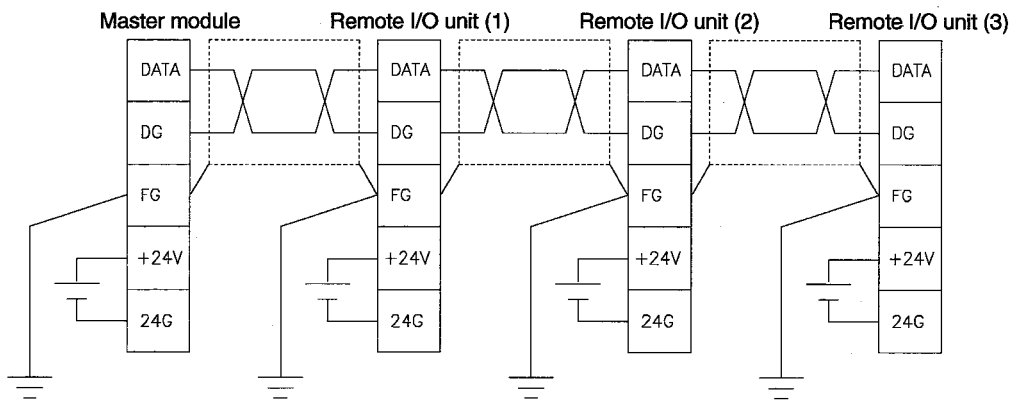 Master module
Remote I/O unit (1)
Remote I/O unit (2)
Remote I/O unit (3)
DATA
DATA
DATA
DATA
DG
DG
DG
DG
FG
FG
FG
FG
+24V
+24V
+24V
+24V
24G
24G
24G
24G